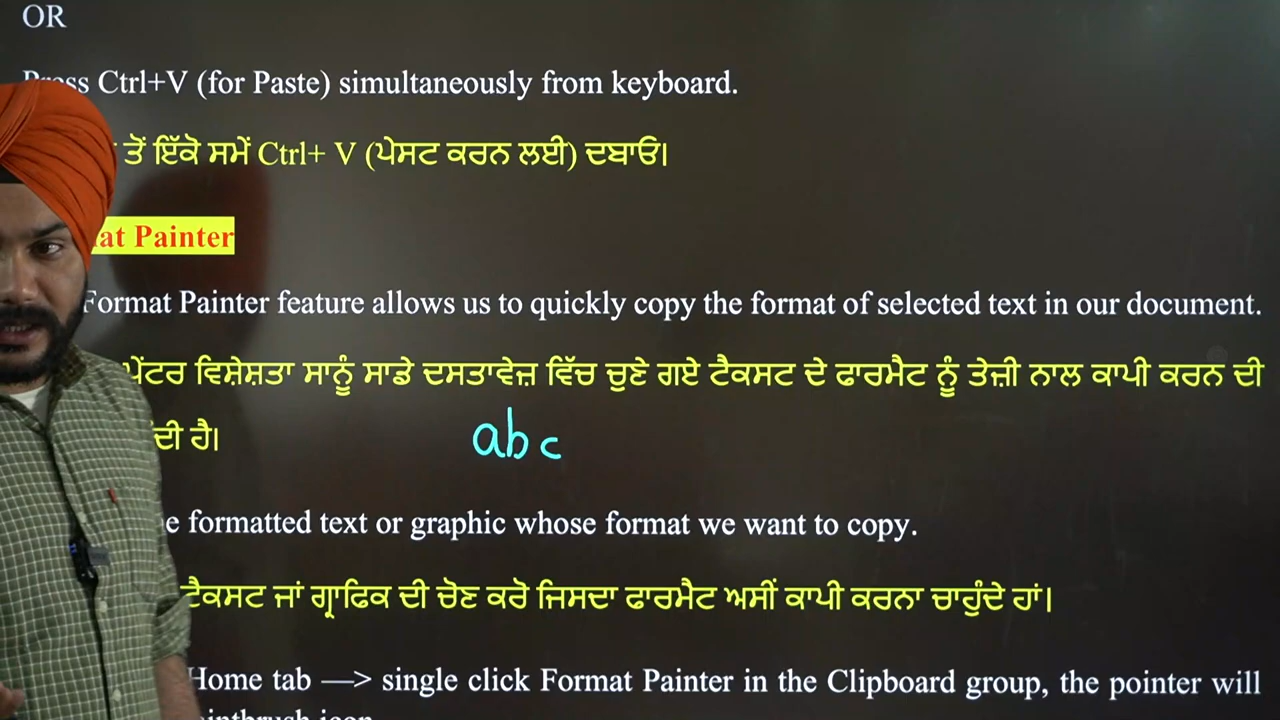 OR
Press Ctrl+V (for Paste) simultaneously from keyboard.
ਤੋਂ ਇੱਕੋ ਸਮੇਂ Ctrl+ V (ਪੇਸਟ ਕਰਨ ਲਈ) ਦਬਾਓ।
at Painter
Format Painter feature allows us to quickly copy the format of selected text in our document.
ਪੇਂਟਰ ਵਿਸ਼ੇਸ਼ਤਾ ਸਾਨੂੰ ਸਾਡੇ ਦਸਤਾਵੇਜ਼ ਵਿੱਚ ਚੁਣੇ ਗਏ ਟੈਕਸਟ ਦੇ ਫਾਰਮੈਟ ਨੂੰ ਤੇਜ਼ੀ ਨਾਲ ਕਾਪੀ ਕਰਨ ਦੀ
ਦੀ ਹੈ।
abc
e formatted text or graphic whose format we want to copy.
ਟੈਕਸਟ ਜਾਂ ਗ੍ਰਾਫਿਕ ਦੀ ਚੋਣ ਕਰੋ ਜਿਸਦਾ ਫਾਰਮੈਟ ਅਸੀਂ ਕਾਪੀ ਕਰਨਾ ਚਾਹੁੰਦੇ ਹਾਂ।
Home tab —> single click Format Painter in the Clipboard group, the pointer will